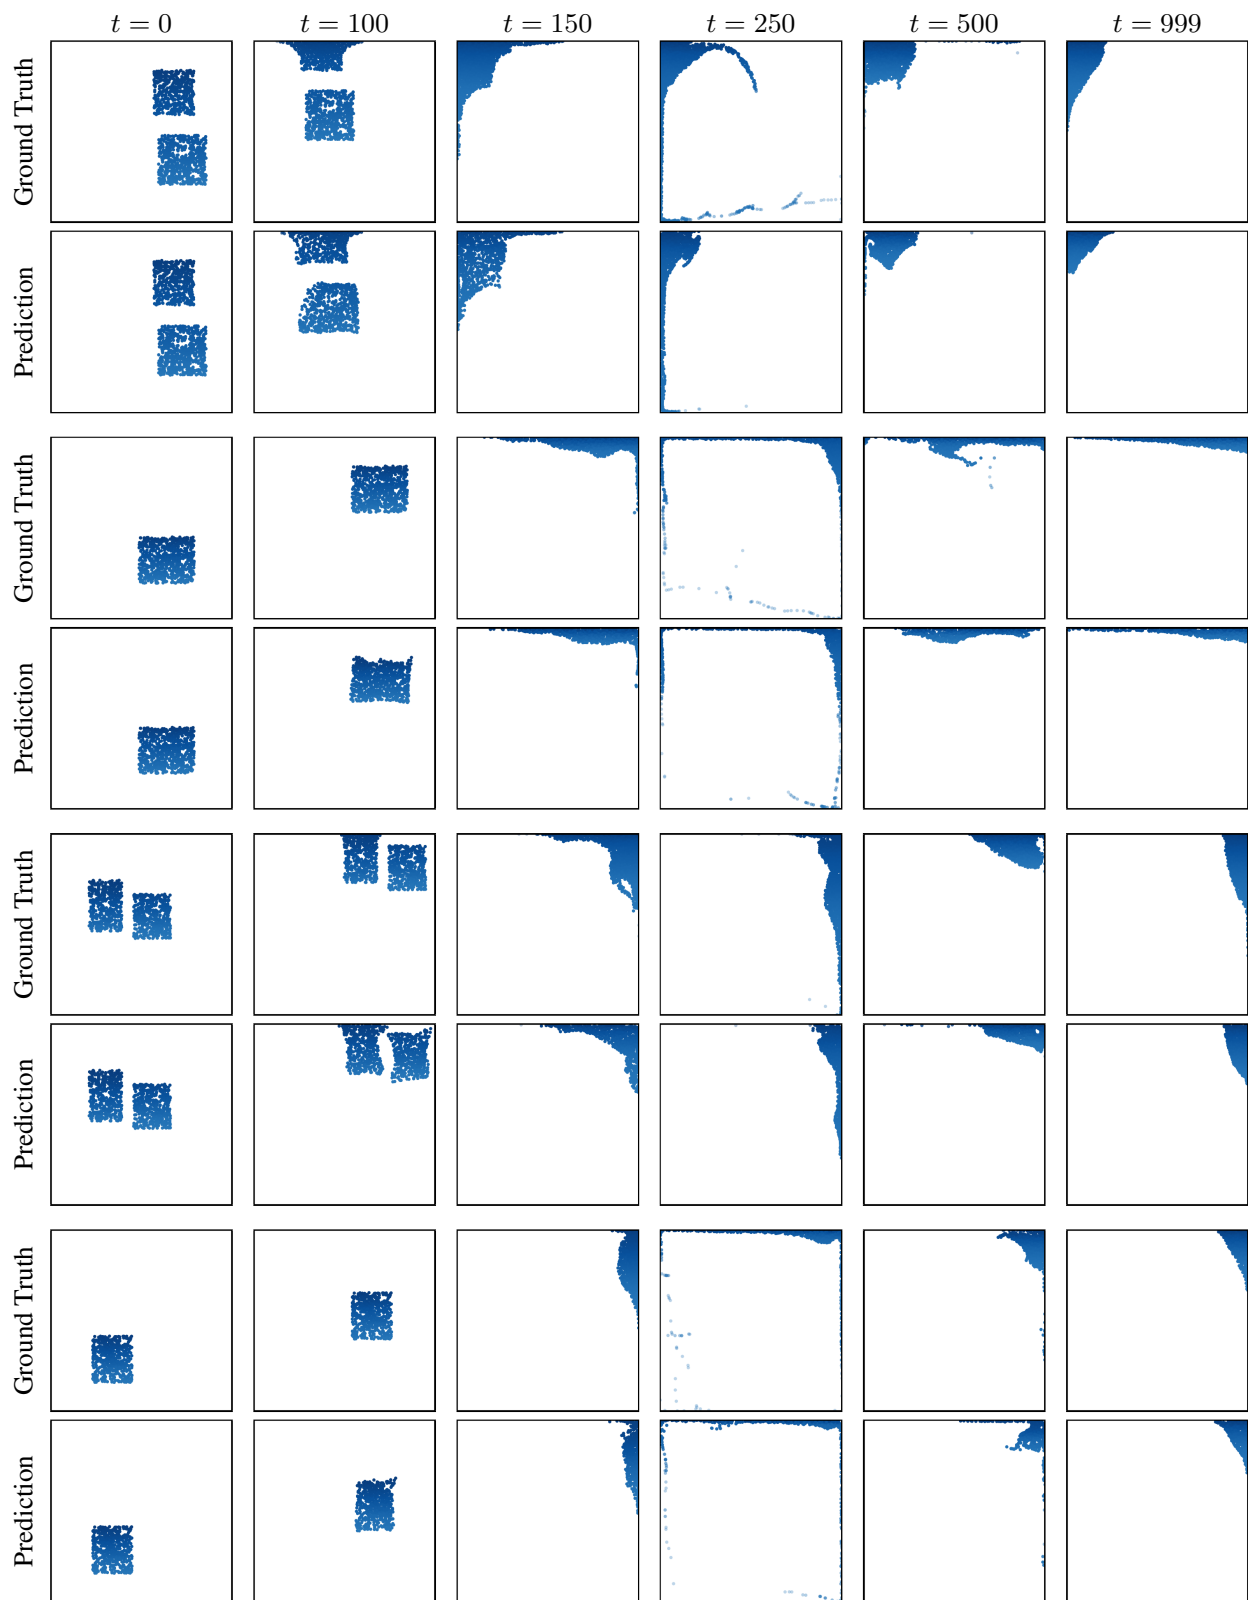 t = 0 t = 100 t = 150 t = 250 t = 500 t = 999
Ground Truth
Prediction
Ground Truth
Prediction
Ground Truth
Prediction
Ground Truth
Prediction